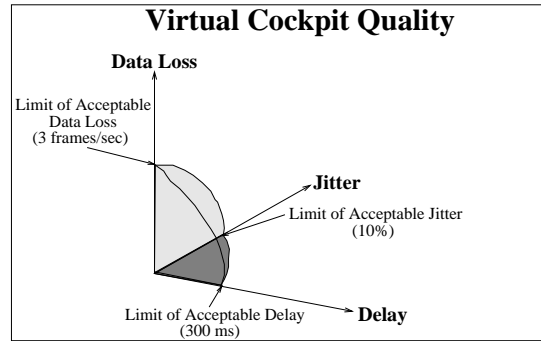 Virtual Cockpit Quality
Data Loss
Limit of Acceptable
Data Loss
(3 frames/sec)
Jitter
Limit of Acceptable Jitter
(10%)
Limit of Acceptable Delay
(300 ms)
Delay